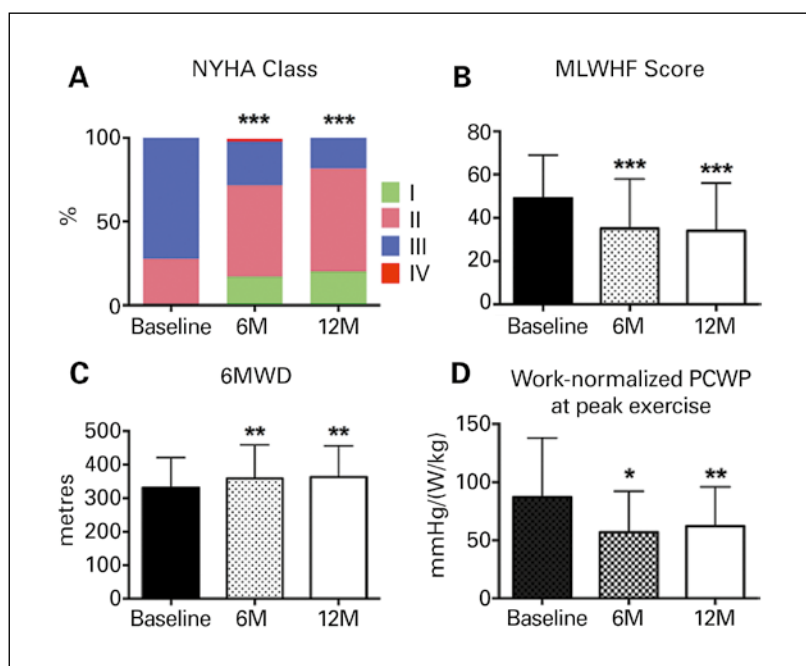 A
NYHA Class
***
***
100
50
0
%
Baseline
6M
12M
I
II
III
IV
B
MLWHF Score
80
60
40
20
0
***
***
Baseline
6M
12M
C
6MWD
500
400
300
200
100
0
metres
**
**
Baseline
6M
12M
D
Work-normalized PCWP
at peak exercise
150
100
50
0
mmHg/(W/kg)
*
**
Baseline
6M
12M